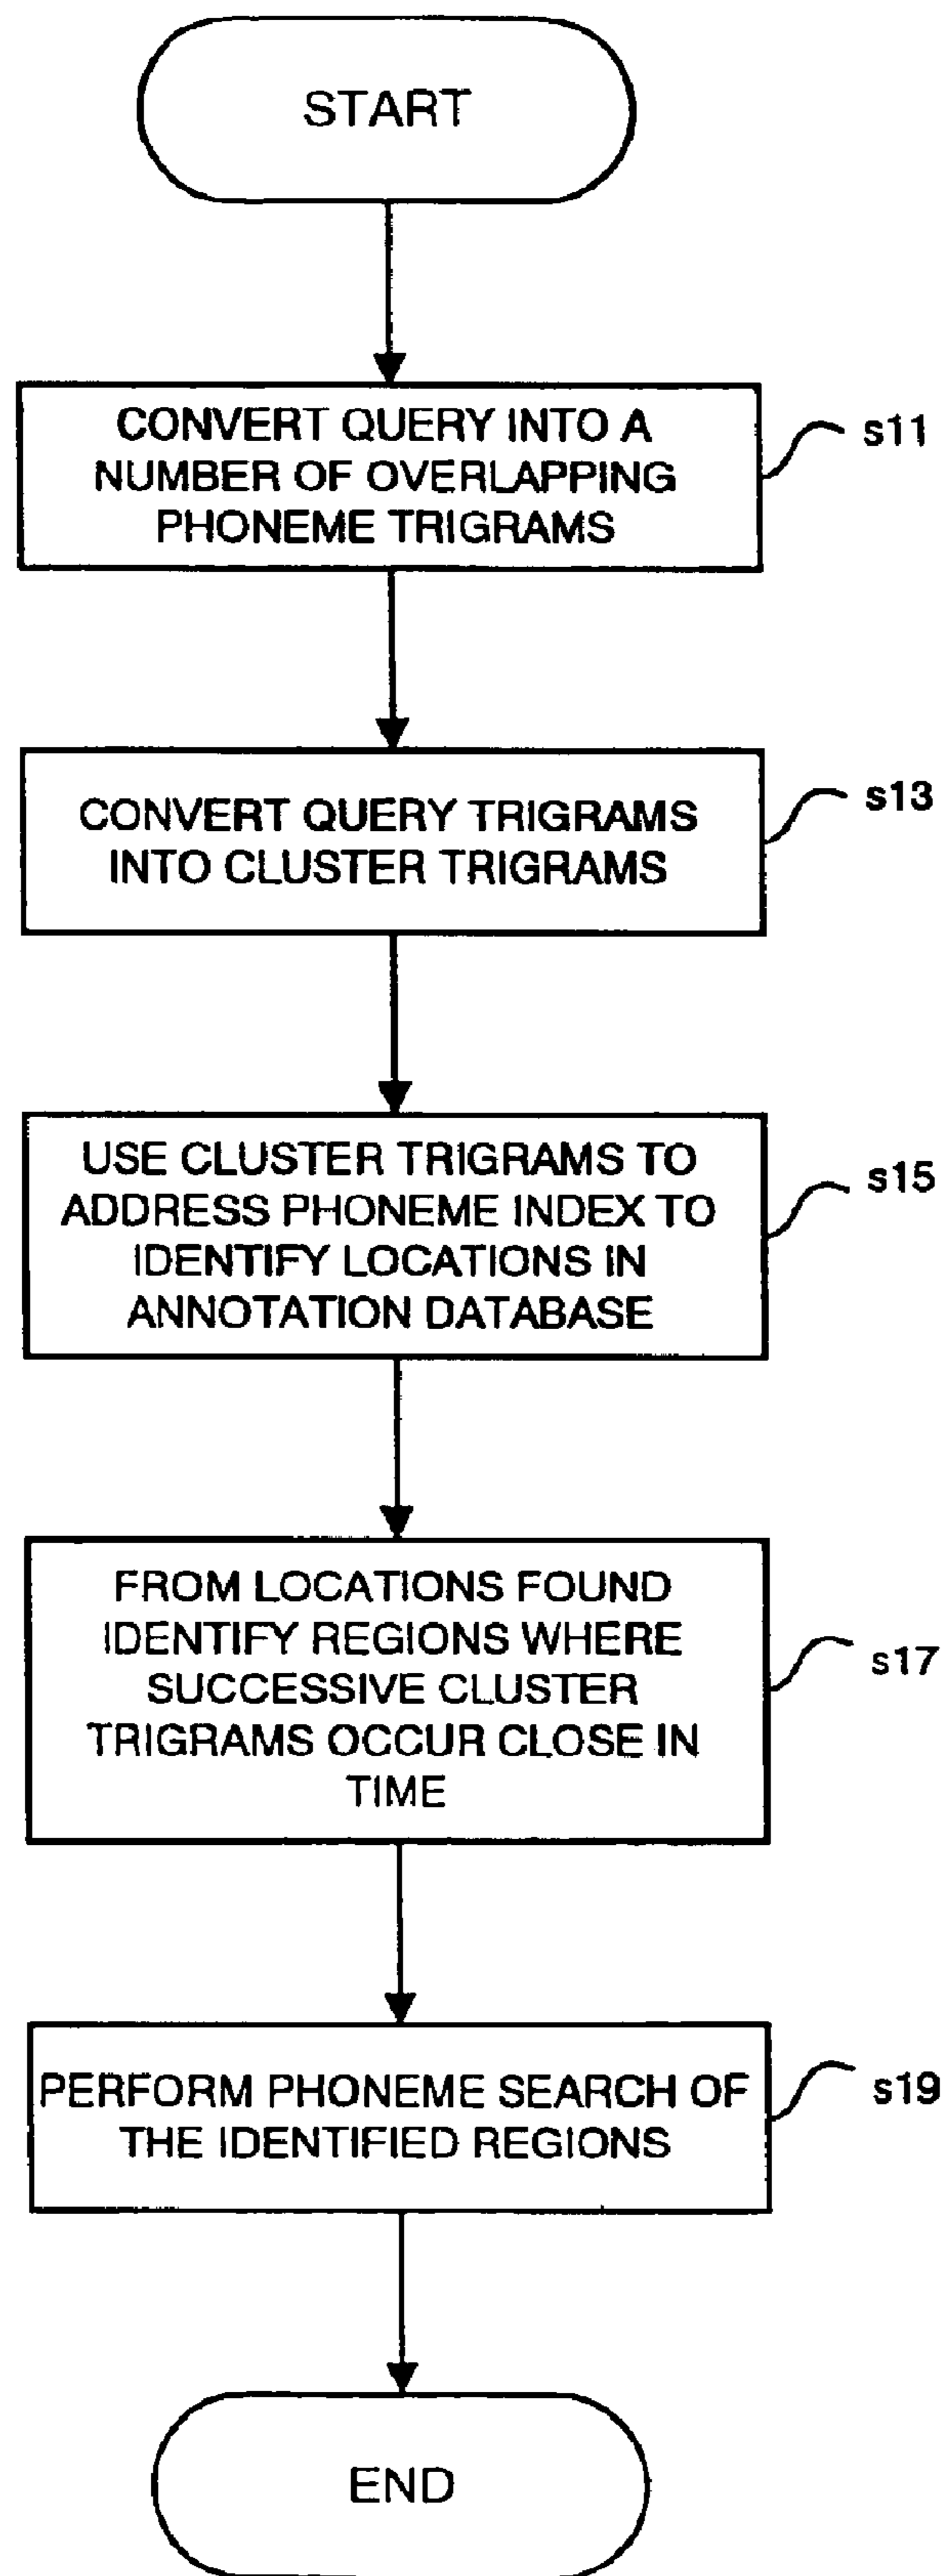 START
CONVERT QUERY INTO A
NUMBER OF OVERLAPPING
PHONEME TRIGRAMS
s11
CONVERT QUERY TRIGRAMS
INTO CLUSTER TRIGRAMS
s13
USE CLUSTER TRIGRAMS TO
ADDRESS PHONEME INDEX TO
IDENTIFY LOCATIONS IN
ANNOTATION DATABASE
s15
FROM LOCATIONS FOUND
IDENTIFY REGIONS WHERE
SUCCESSIVE CLUSTER
TRIGRAMS OCCUR CLOSE IN
TIME
s17
PERFORM PHONEME SEARCH OF
THE IDENTIFIED REGIONS
s19
END